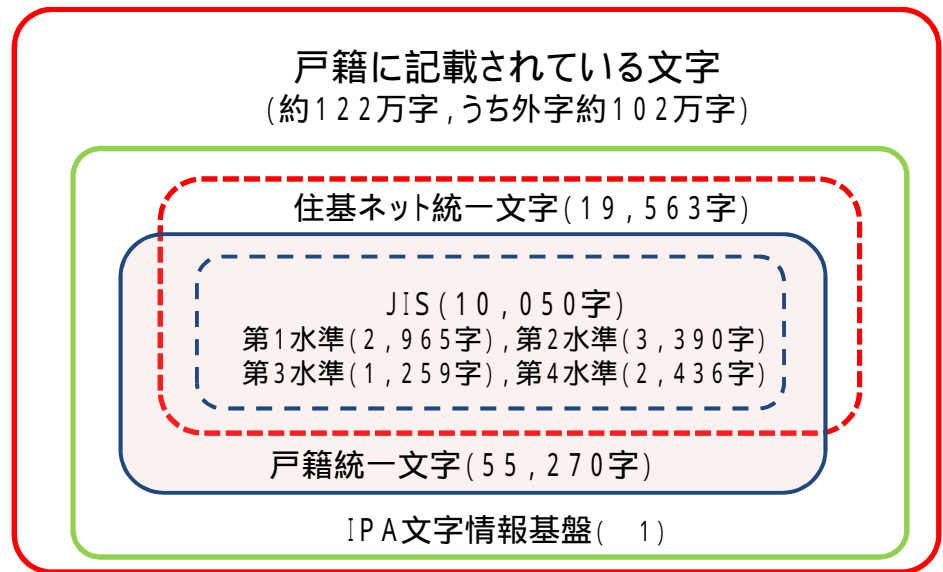 戸籍に記載されている文字
(約122万字,うち外字約102万字)
住基ネット統一文字(19,563字)
JIS(10,050字)
第1水準(2,965字),第2水準(3,390字)
第3水準(1,259字),第4水準(2,436字)
戸籍統一文字(55,270字)
IPA文字情報基盤( 1)